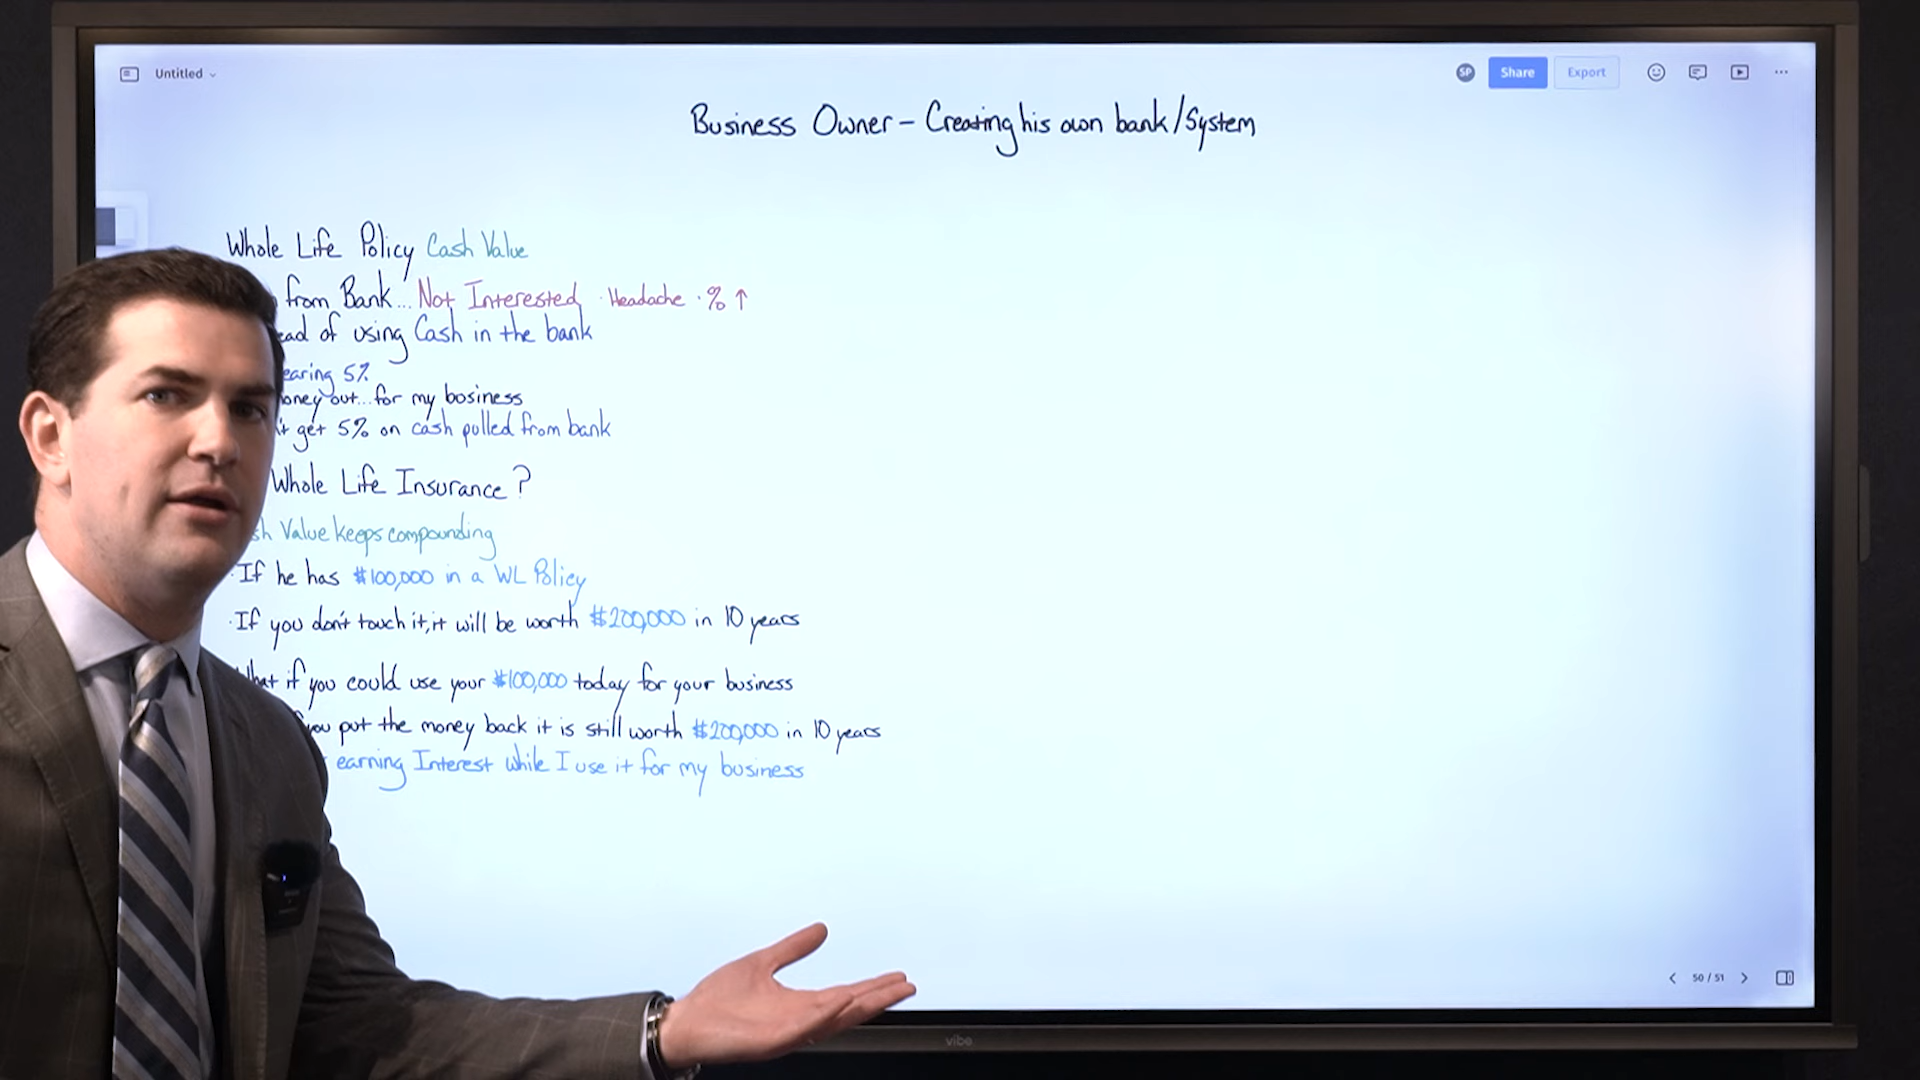 Untitled
SP
Share
Export
Business Owner - Creating his own bank/System
Whole Life Policy Cash Value
from Bank... Not Interested · Headache · % ↑
of using Cash in the bank
5%
out... for my business
get 5% on cash pulled from bank
Whole Life Insurance?
Value keeps compounding
· If he has $100,000 in a WL Policy
· If you don't touch it, it will be worth $200,000 in 10 years
if you could use your $100,000 today for your business
you put the money back it is still worth $200,000 in 10 years
earning Interest while I use it for my business
50 / 51
vibe